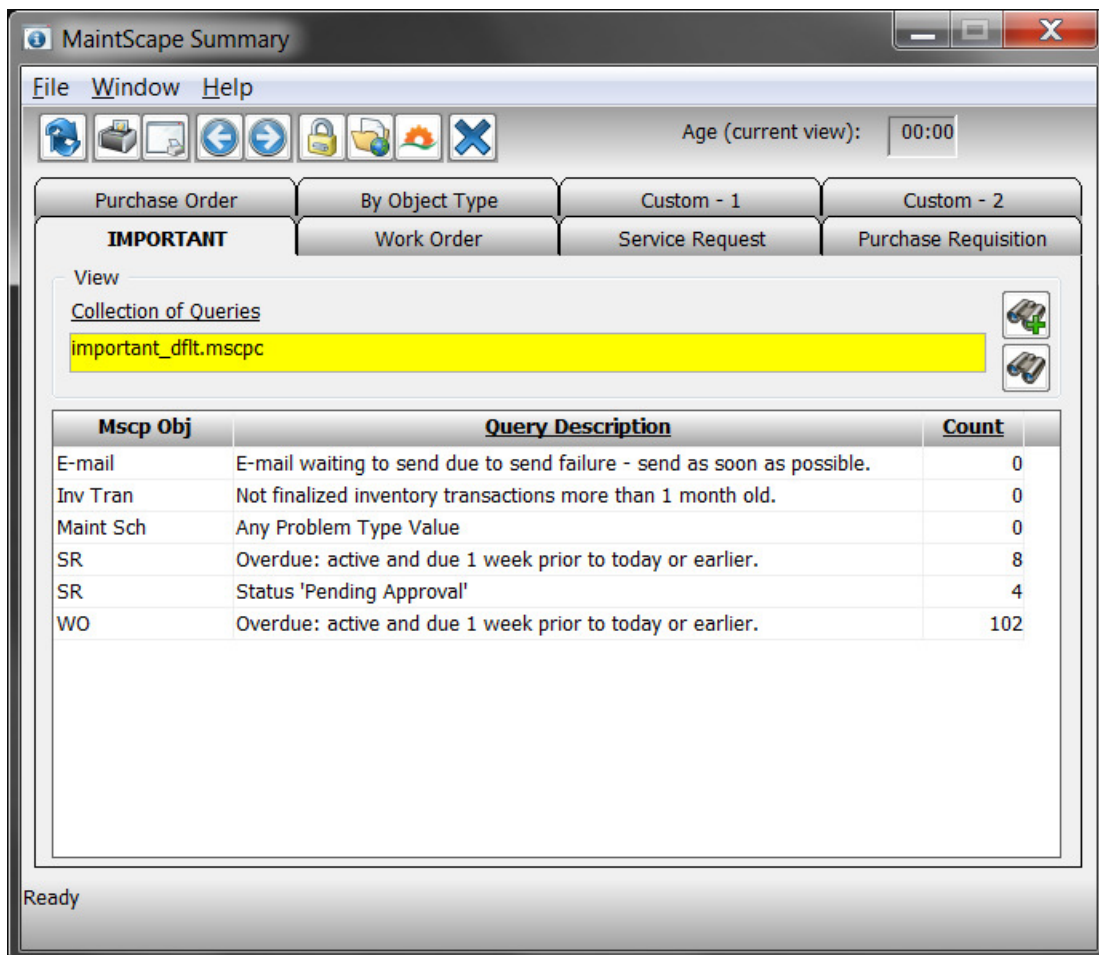 MaintScape Summary
X
File Window Help
Age (current view): 00:00
Purchase Order By Object Type Custom - 1 Custom - 2
IMPORTANT Work Order Service Request Purchase Requisition
View
Collection of Queries
important_dflt.mscpc
Mscp Obj Query Description Count
E-mail E-mail waiting to send due to send failure - send as soon as possible. 0
Inv Tran Not finalized inventory transactions more than 1 month old. 0
Maint Sch Any Problem Type Value 0
SR Overdue: active and due 1 week prior to today or earlier. 8
SR Status 'Pending Approval' 4
WO Overdue: active and due 1 week prior to today or earlier. 102
Ready